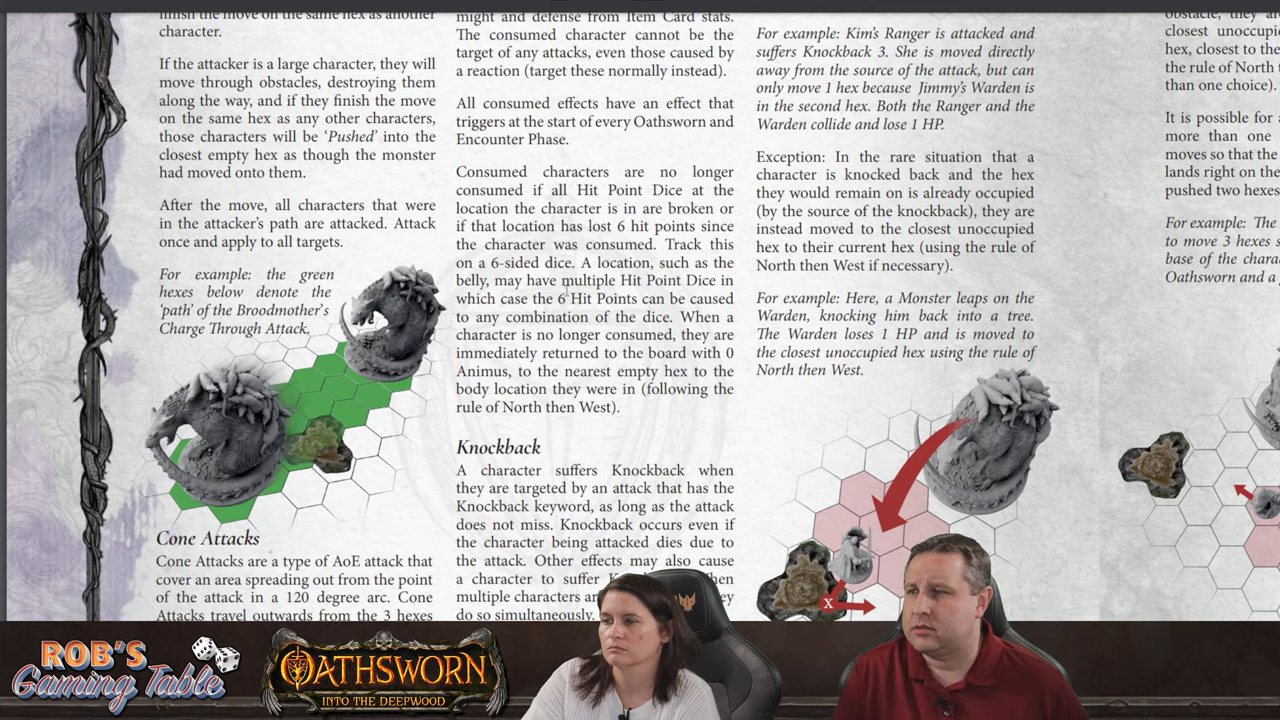 finish the move on the same hex as another
character.
If the attacker is a large character, they will
move through obstacles, destroying them
along the way, and if they finish the move
on the same hex as any other characters,
those characters will be 'Pushed' into the
closest empty hex as though the monster
had moved onto them.
After the move, all characters that were
in the attacker's path are attacked. Attack
once and apply to all targets.
For example: the green
hexes below denote the
'path' of the Broodmother's
Charge Through Attack.
Cone Attacks
Cone Attacks are a type of AoE attack that
cover an area spreading out from the point
of the attack in a 120 degree arc. Cone
Attacks travel outwards from the 3 hexes
might and defense from Item Card stats.
The consumed character cannot be the
target of any attacks, even those caused by
a reaction (target these normally instead).
All consumed effects have an effect that
triggers at the start of every Oathsworn and
Encounter Phase.
Consumed characters are no longer
consumed if all Hit Point Dice at the
location the character is in are broken or
if that location has lost 6 hit points since
the character was consumed. Track this
on a 6-sided dice. A location, such as the
belly, may have multiple Hit Point Dice in
which case the 6 Hit Points can be caused
to any combination of the dice. When a
character is no longer consumed, they are
immediately returned to the board with 0
Animus, to the nearest empty hex to the
body location they were in (following the
rule of North then West).
Knockback
A character suffers Knockback when
they are targeted by an attack that has the
Knockback keyword, as long as the attack
does not miss. Knockback occurs even if
the character being attacked dies due to
the attack. Other effects may also cause
a character to suffer
multiple characters
do so simultaneously.
For example: Kim's Ranger is attacked and
suffers Knockback 3. She is moved directly
away from the source of the attack, but can
only move 1 hex because Jimmy's Warden is
in the second hex. Both the Ranger and the
Warden collide and lose 1 HP.
Exception: In the rare situation that a
character is knocked back and the hex
they would remain on is already occupied
(by the source of the knockback), they are
instead moved to the closest unoccupied
hex to their current hex (using the rule of
North then West if necessary).
For example: Here, a Monster leaps on the
Warden, knocking him back into a tree.
The Warden loses 1 HP and is moved to
the closest unoccupied hex using the rule of
North then West.
X
obstacle, they
closest
hex, closest to the
the rule of North
than one choice).
It is possible for
more than one
moves so that the
lands right on the
pushed two hexes
For example: The
to move 3 hexes
base of the
Oathsworn and a
ROB'S
Gaming Table
OATHSWORN
INTO THE DEEPWOOD